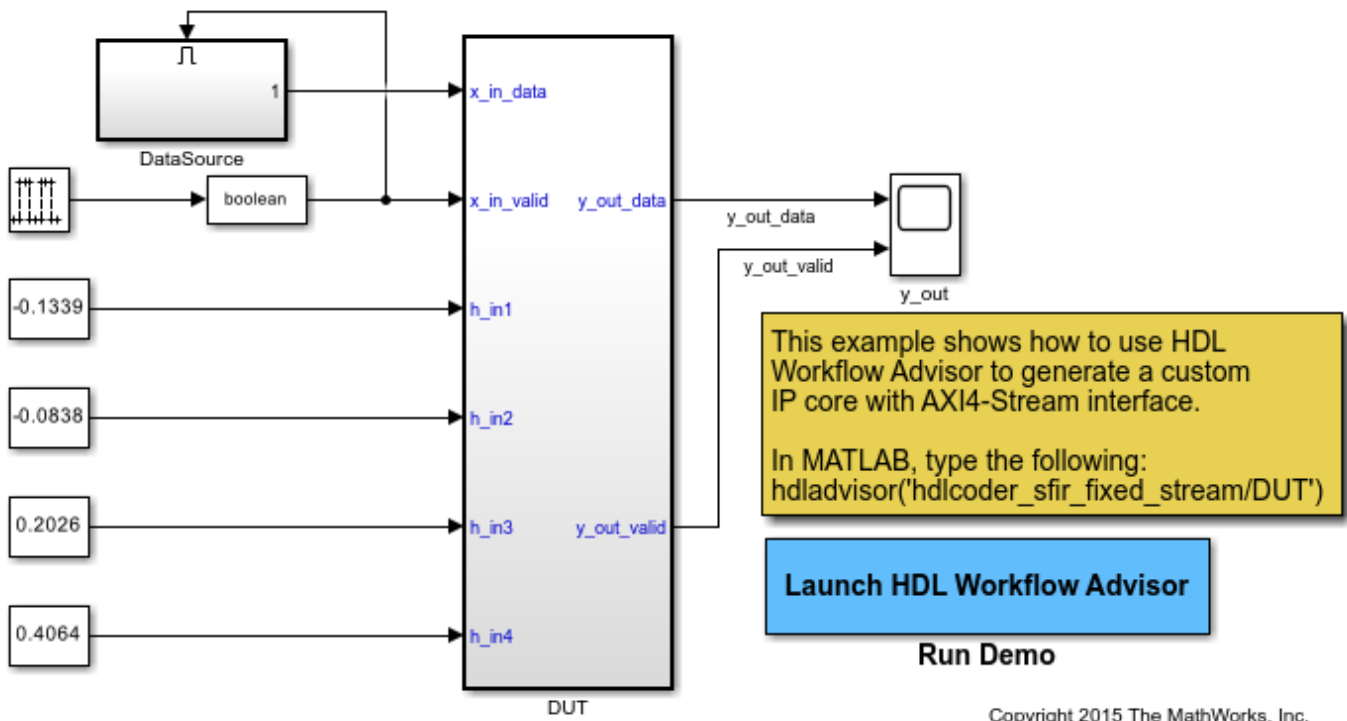 1
x_in_data
DataSource
boolean
x_in_valid
y_out_data
y_out_data
y_out_valid
y_out
-0.1339
h_in1
-0.0838
h_in2
0.2026
h_in3
y_out_valid
0.4064
h_in4
DUT
This example shows how to use HDL
Workflow Advisor to generate a custom
IP core with AXI4-Stream interface.
In MATLAB, type the following:
hdladvisor('hdlcoder_sfir_fixed_stream/DUT')
Launch HDL Workflow Advisor
Run Demo
Copyright 2015 The MathWorks, Inc.